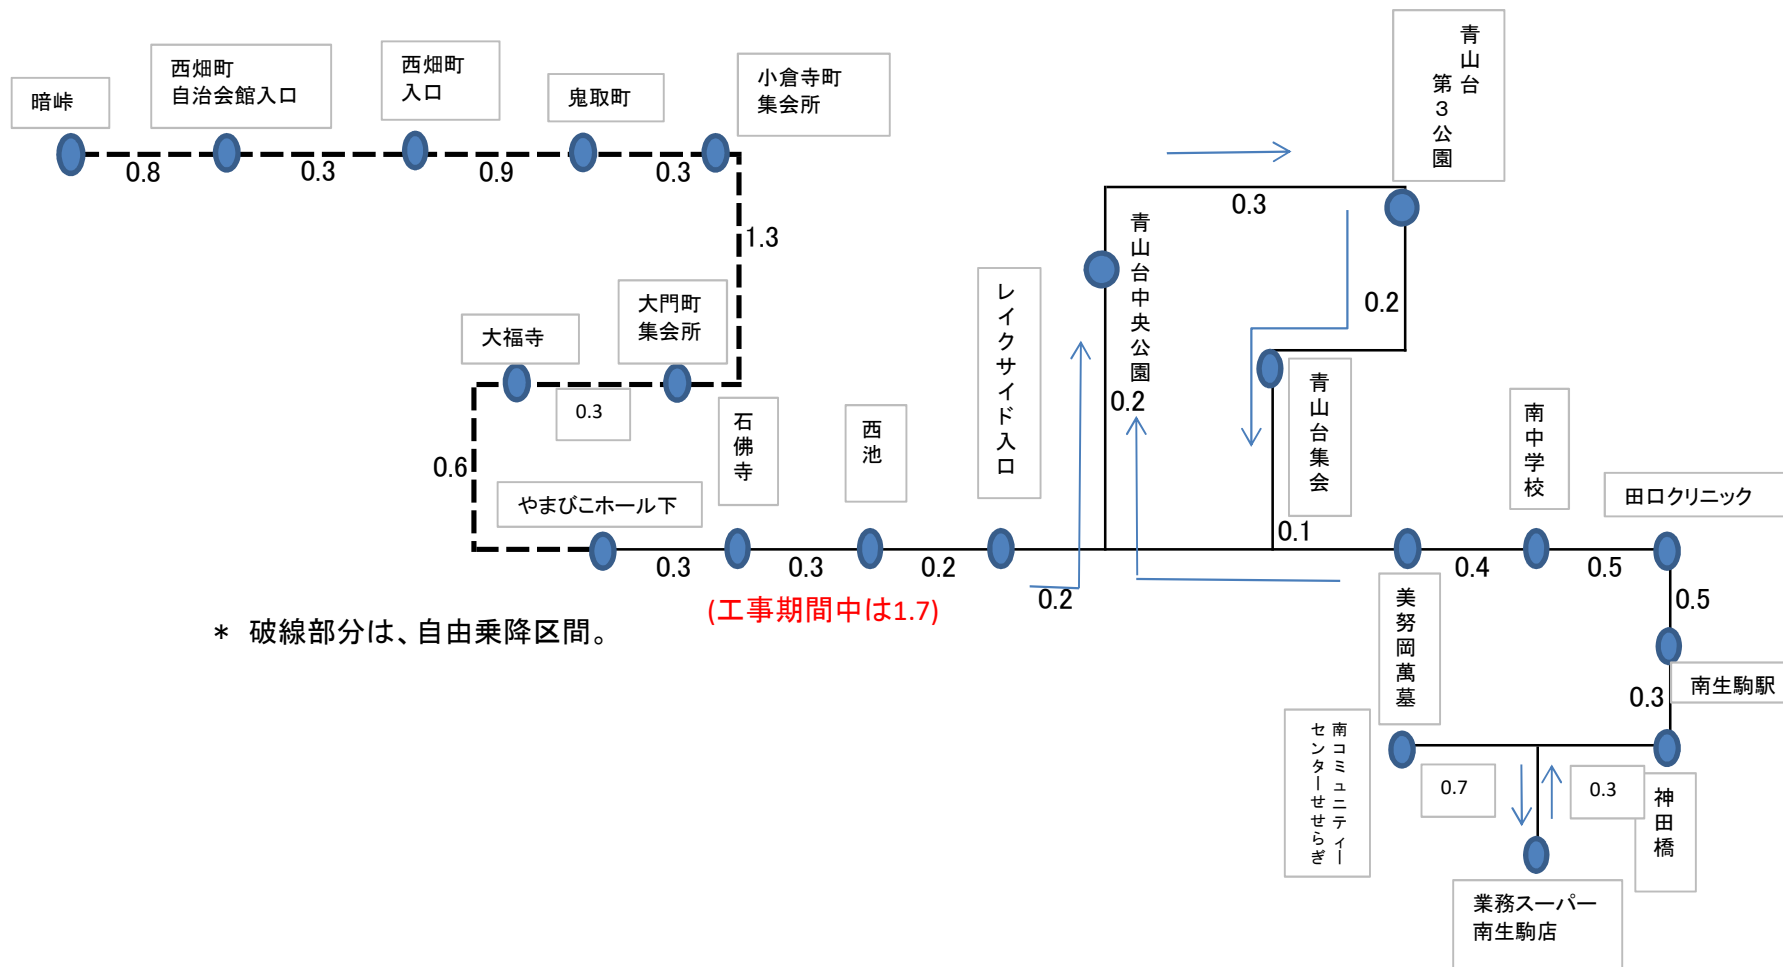 暗峠
西畑町
自治会館入口
西畑町
入口
鬼取町
小倉寺町
集会所
青山台
第3公園
0.8
0.3
0.9
0.3
1.3
0.3
青山台中央公園
0.2
大福寺
大門町
集会所
0.3
0.6
レイクサイド入口
0.2
青山台集会
0.1
石佛寺
西池
南中学校
田口クリニック
やまびこホール下
0.3
0.3
0.2
0.2
0.4
0.5
0.5
(工事期間中は1.7)
* 破線部分は、自由乗降区間。
美努岡萬墓
南生駒駅
0.3
南コミュニティー
センターせせらぎ
0.7
0.3
神田橋
業務スーパー
南生駒店